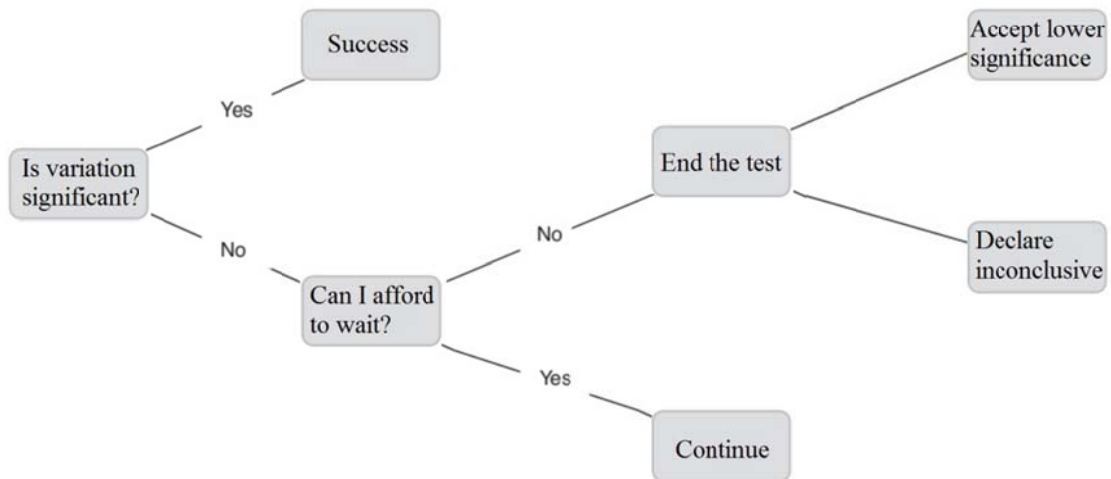 Success
Accept lower
significance
Yes
Is variation
significant?
End the test
No
No
Declare
inconclusive
Can I afford
to wait?
Yes
Continue